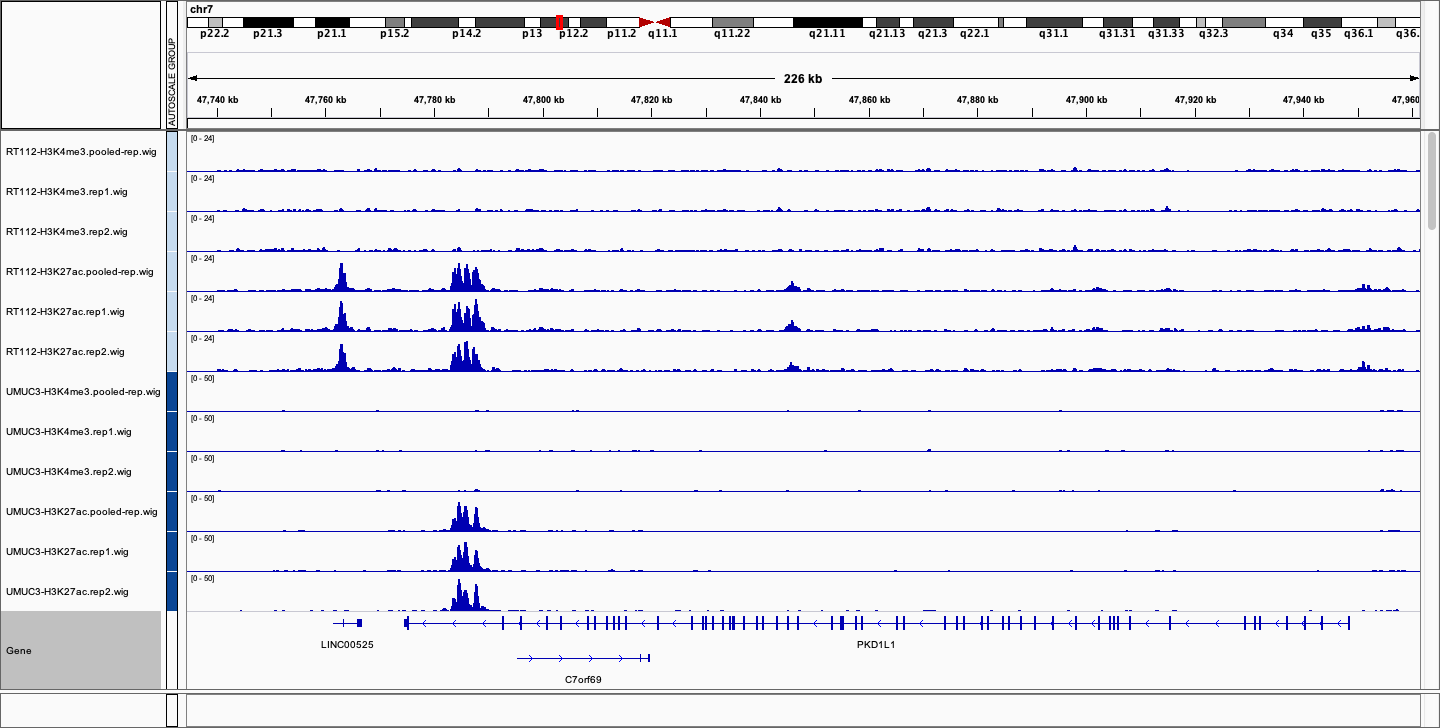 chr7
p22.2 p21.3 p21.1 p15.2 p14.2 p13 p12.2 p11.2 q11.1 q11.22 q21.11 q21.13 q21.3 q22.1 q31.1 q31.31 q31.33 q32.3 q34 q35 q36.1 q36.
226 kb
47,740 kb 47,760 kb 47,780 kb 47,800 kb 47,820 kb 47,840 kb 47,860 kb 47,880 kb 47,900 kb 47,920 kb 47,940 kb 47,960
AUTOSCALE GROUP
RT112-H3K4me3.pooled-rep.wig [0 - 24]
RT112-H3K4me3.rep1.wig [0 - 24]
RT112-H3K4me3.rep2.wig [0 - 24]
RT112-H3K27ac.pooled-rep.wig [0 - 24]
RT112-H3K27ac.rep1.wig [0 - 24]
RT112-H3K27ac.rep2.wig [0 - 24]
UMUC3-H3K4me3.pooled-rep.wig [0 - 50]
UMUC3-H3K4me3.rep1.wig [0 - 50]
UMUC3-H3K4me3.rep2.wig [0 - 50]
UMUC3-H3K27ac.pooled-rep.wig [0 - 50]
UMUC3-H3K27ac.rep1.wig [0 - 50]
UMUC3-H3K27ac.rep2.wig [0 - 50]
Gene
LINC00525 PKD1L1
C7orf69